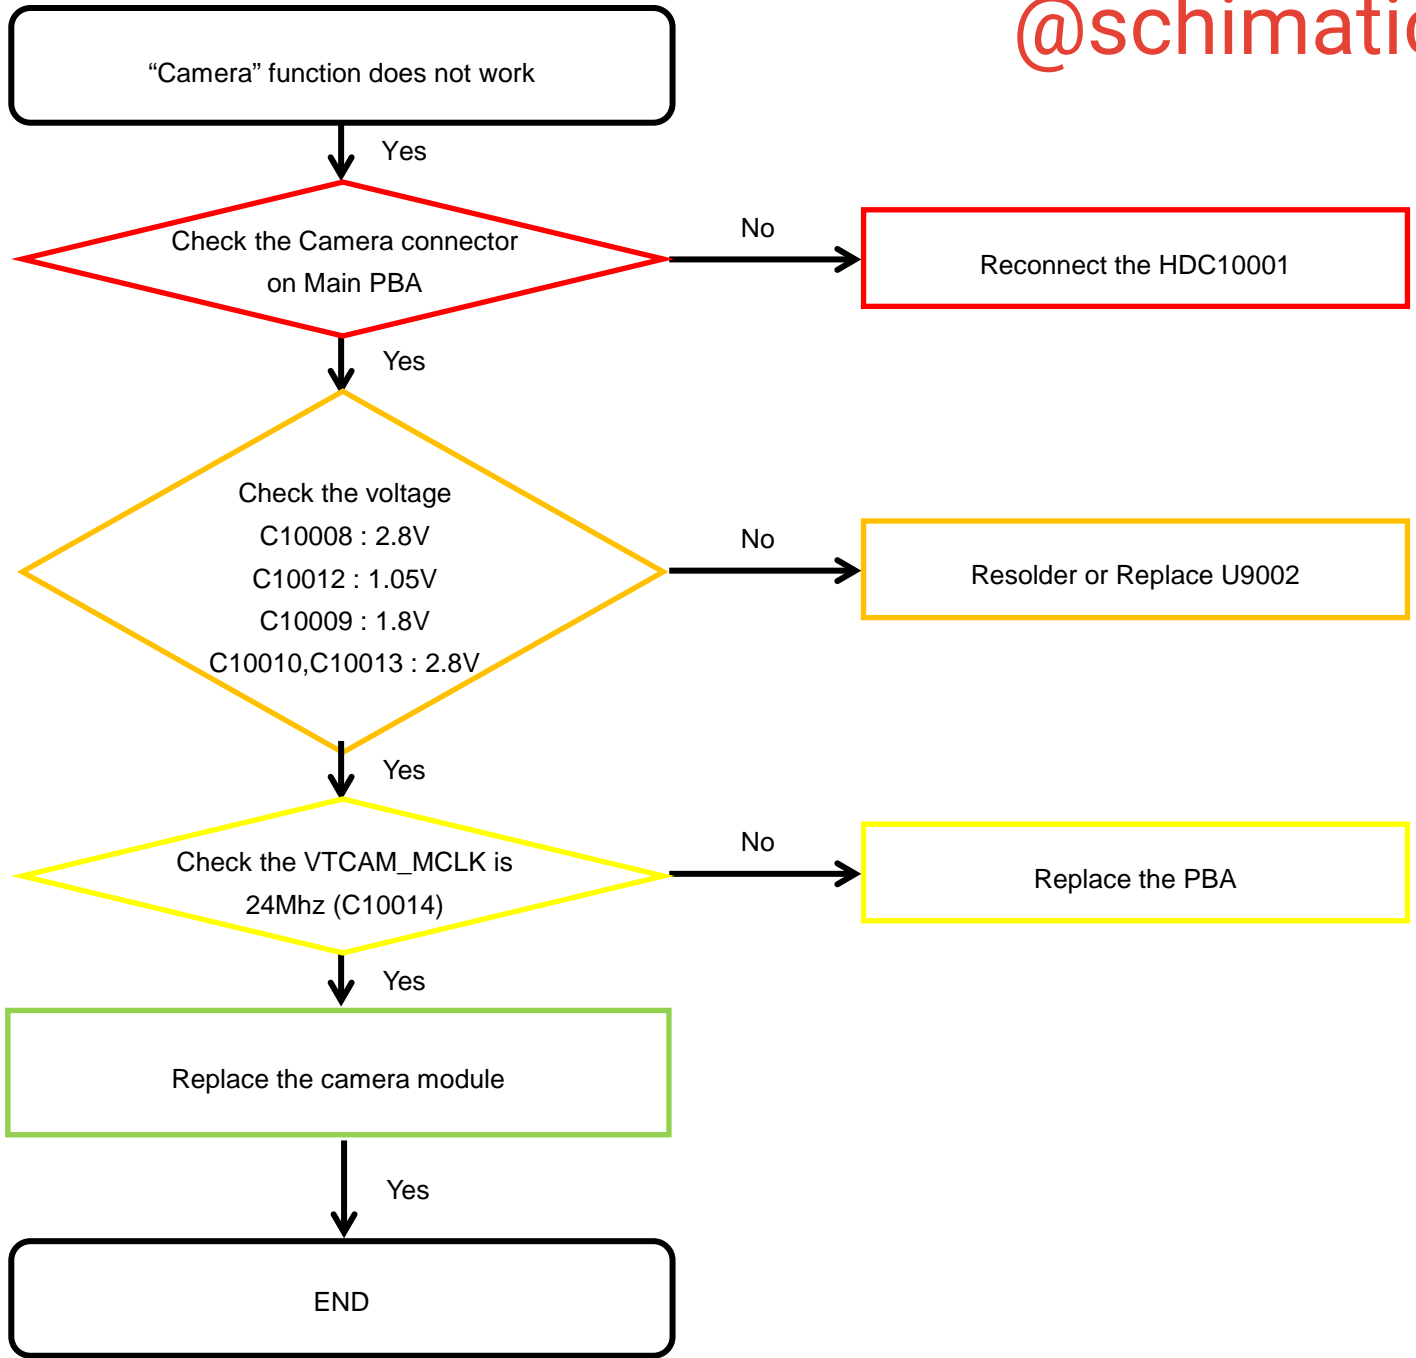 @schimatic
“Camera” function does not work
Yes
Check the Camera connector
on Main PBA
No
Reconnect the HDC10001
Yes
Check the voltage
C10008 : 2.8V
C10012 : 1.05V
C10009 : 1.8V
C10010,C10013 : 2.8V
No
Resolder or Replace U9002
Yes
Check the VTCAM_MCLK is
24Mhz (C10014)
No
Replace the PBA
Yes
Replace the camera module
Yes
END